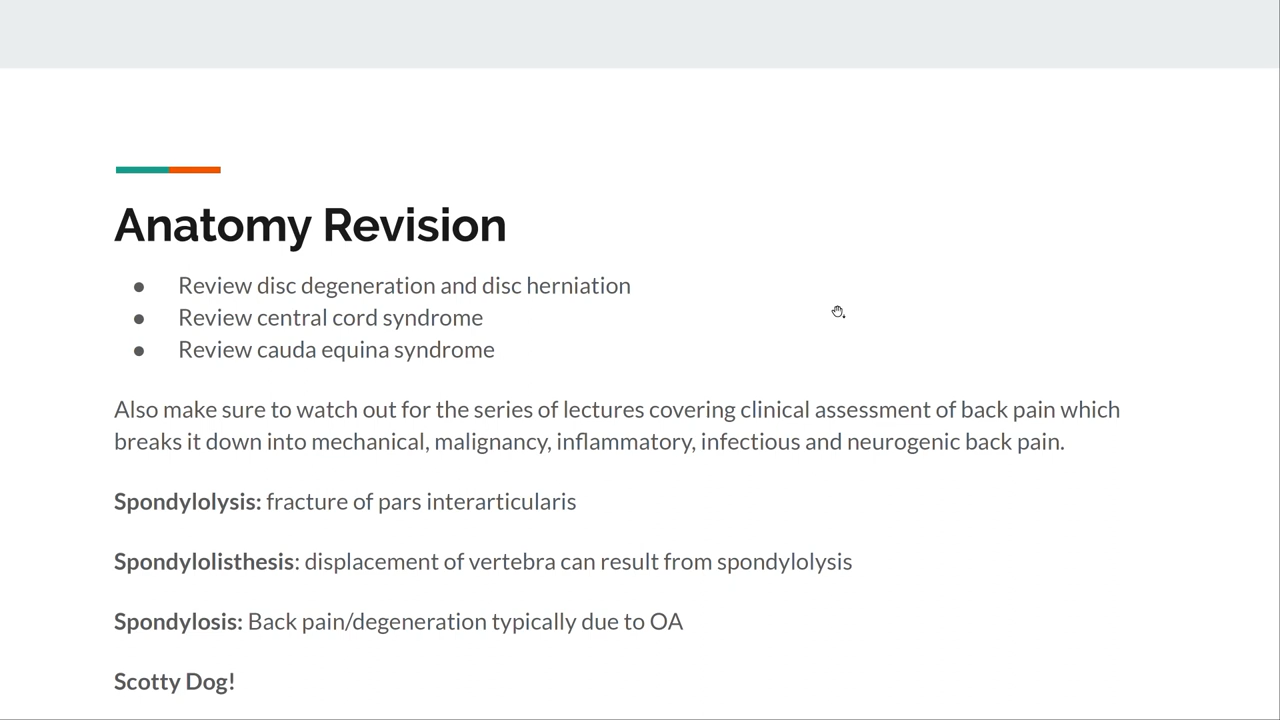 Anatomy Revision
● Review disc degeneration and disc herniation
● Review central cord syndrome
● Review cauda equina syndrome
Also make sure to watch out for the series of lectures covering clinical assessment of back pain which
breaks it down into mechanical, malignancy, inflammatory, infectious and neurogenic back pain.
Spondylolysis: fracture of pars interarticularis
Spondylolisthesis: displacement of vertebra can result from spondylolysis
Spondylosis: Back pain/degeneration typically due to OA
Scotty Dog!